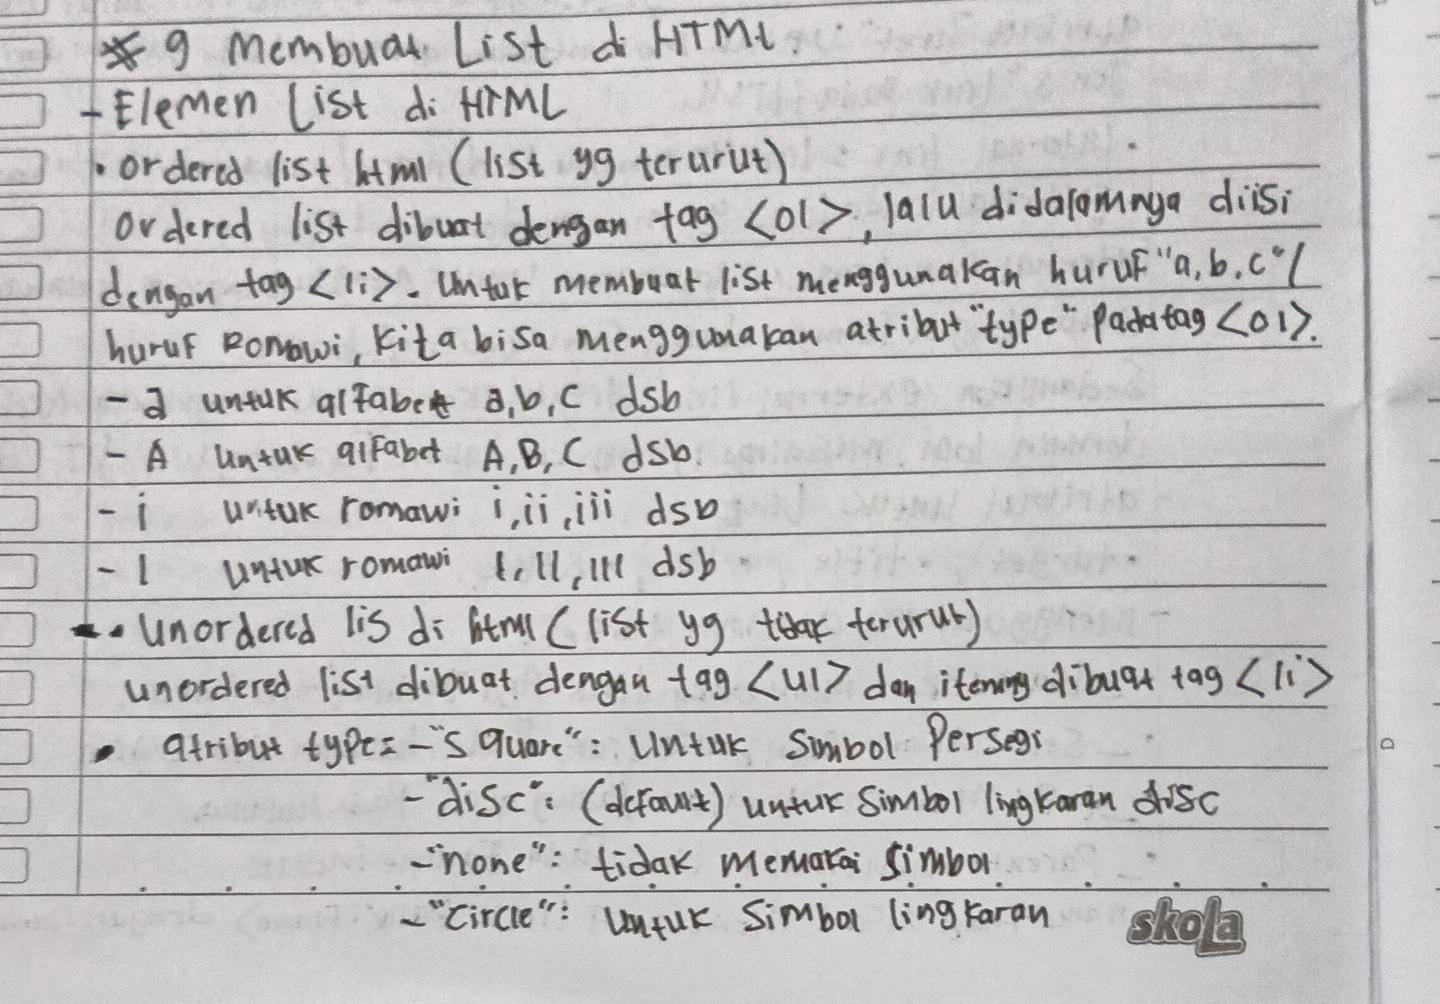 # 9 Membuat List di HTML:
- Elemen List di HTML
• ordered list html (list yg terurut)
ordered list dibuat dengan tag <ol>, lalu didalamnya diisi
dengan tag <li>. Untuk membuat list menggunakan huruf "a, b, c" /
huruf Romawi, kita bisa menggunakan atribut "type" pada tag <ol>.
- a untuk alfabet a, b, c dsb
- A untuk alfabet A, B, C dsb.
- i untuk romawi i, ii, iii dsb
- I untuk romawi I, II, III dsb
• unordered lis di html (list yg tidak terurut)
unordered list dibuat dengan tag <ul> dan itemnya dibuat tag <li>
• atribut type: - "square": Untuk Simbol Persegi
- "disc": (default) untuk simbol lingkaran disc
- "none": tidak memakai simbol
- "circle": Untuk Simbol lingkaran
skola